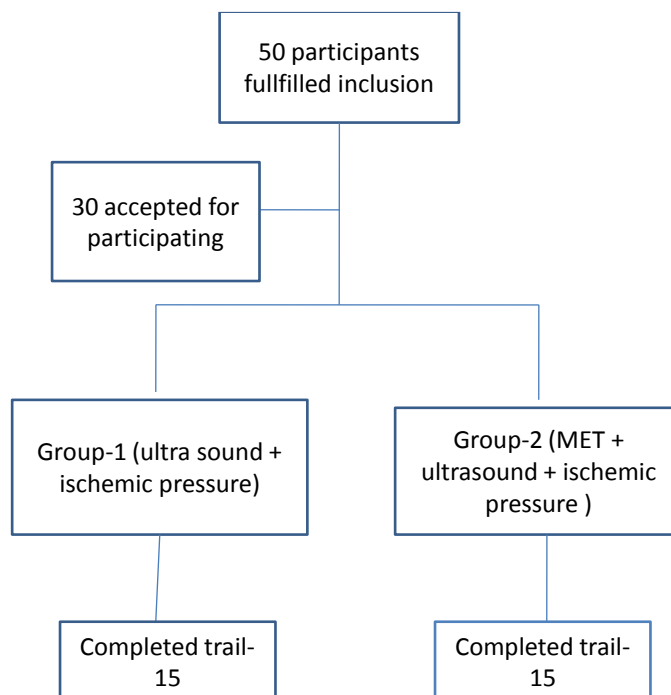 50 participants
fullfilled inclusion
30 accepted for
participating
Group-1 (ultra sound +
ischemic pressure)
Group-2 (MET +
ultrasound + ischemic
pressure )
Completed trail-
15
Completed trail-
15